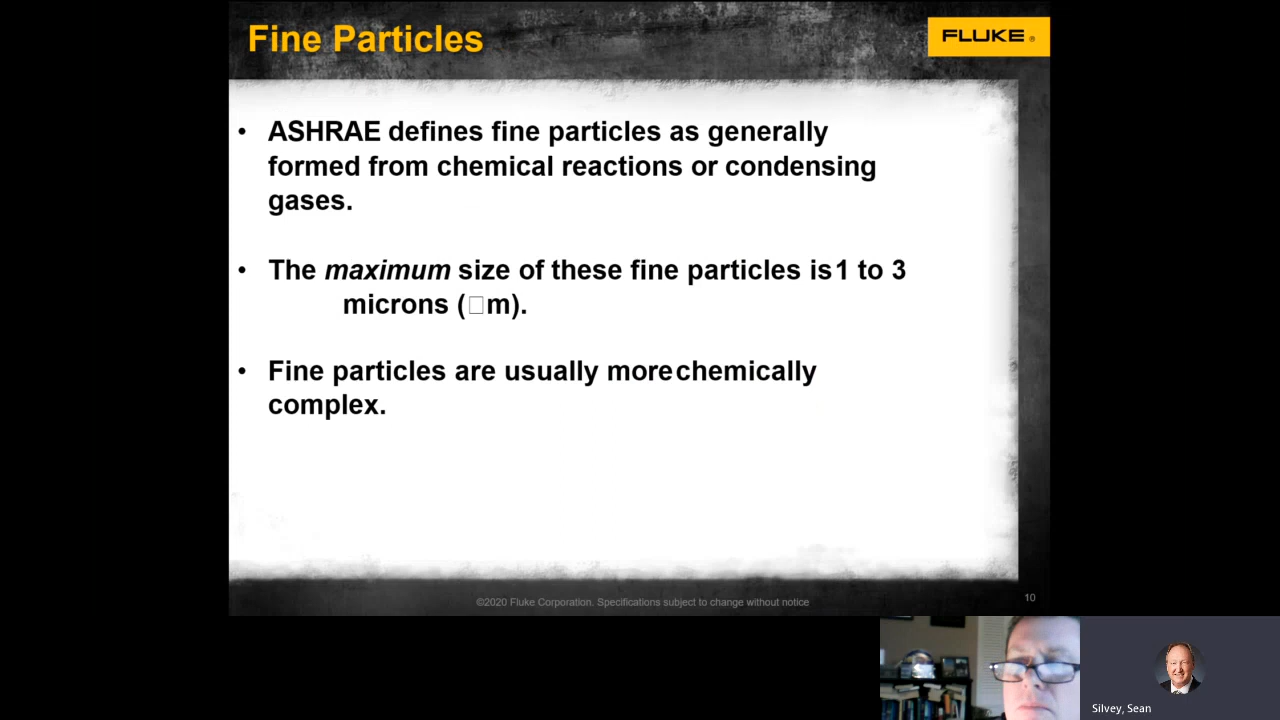 Fine Particles
FLUKE®
• ASHRAE defines fine particles as generally
formed from chemical reactions or condensing
gases.
• The maximum size of these fine particles is 1 to 3
microns (□m).
• Fine particles are usually more chemically
complex.
©2020 Fluke Corporation. Specifications subject to change without notice
10
Silvey, Sean